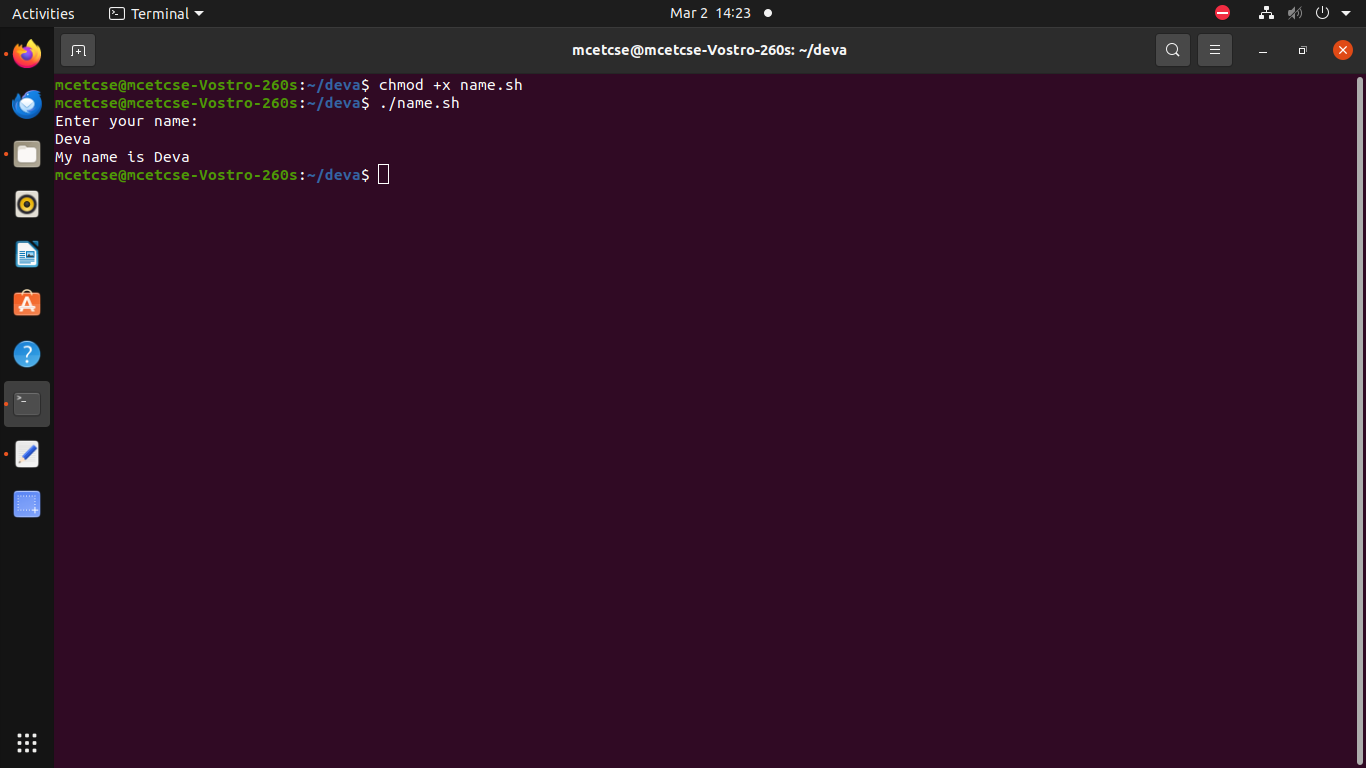 Activities Terminal Mar 2 14:23
mcetcse@mcetcse-Vostro-260s: ~/deva
mcetcse@mcetcse-Vostro-260s:~/deva$ chmod +x name.sh
mcetcse@mcetcse-Vostro-260s:~/deva$ ./name.sh
Enter your name:
Deva
My name is Deva
mcetcse@mcetcse-Vostro-260s:~/deva$